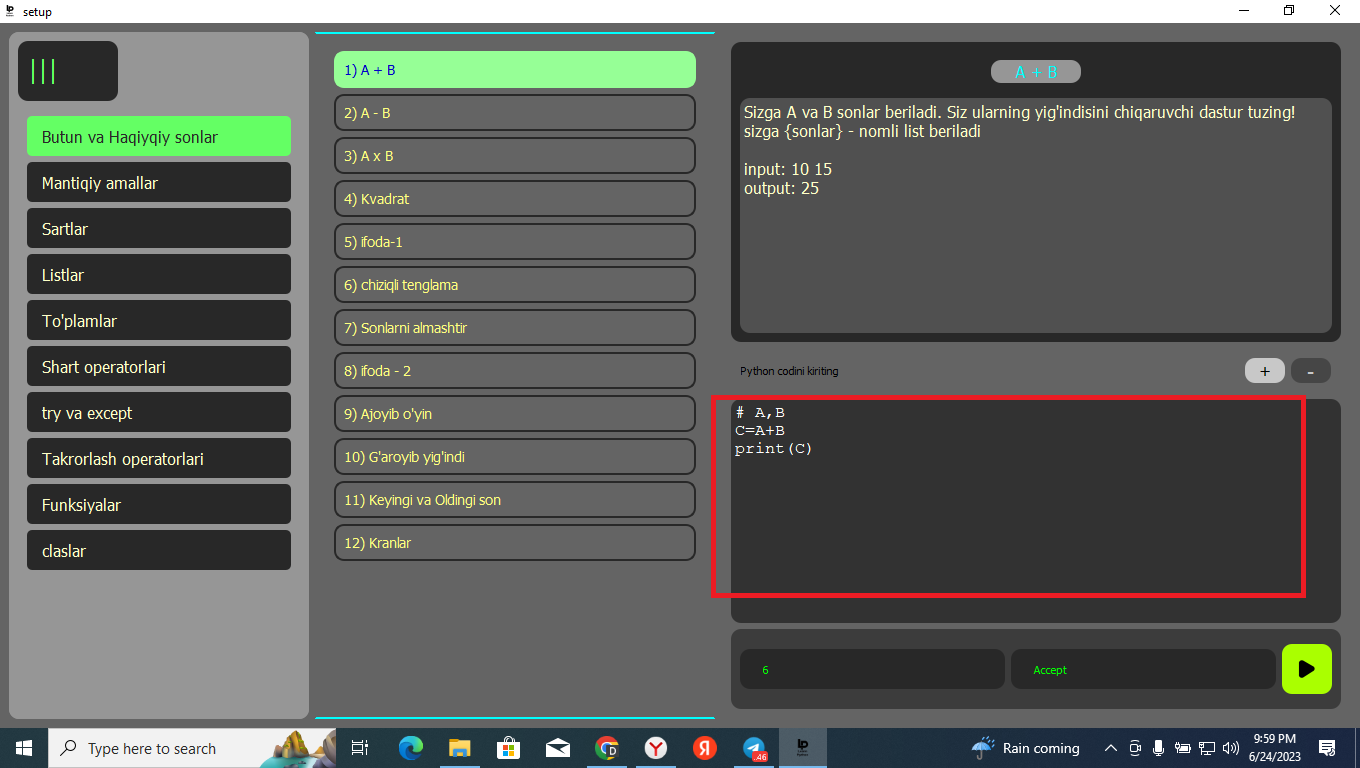 setup
Butun va Haqiyqiy sonlar
Mantiqiy amallar
Sartlar
Listlar
To'plamlar
Shart operatorlari
try va except
Takrorlash operatorlari
Funksiyalar
claslar
1) A + B
2) A - B
3) A x B
4) Kvadrat
5) ifoda-1
6) chiziqli tenglama
7) Sonlarni almashtir
8) ifoda - 2
9) Ajoyib o'yin
10) G'aroyib yig'indi
11) Keyingi va Oldingi son
12) Kranlar
A + B
Sizga A va B sonlar beriladi. Siz ularning yig'indisini chiqaruvchi dastur tuzing!
sizga {sonlar} - nomli list beriladi
input: 10 15
output: 25
Python codini kiriting
+ -
# A,B
C=A+B
print(C)
6
Accept
Type here to search
D
Y
Я
46
Rain coming
9:59 PM
6/24/2023